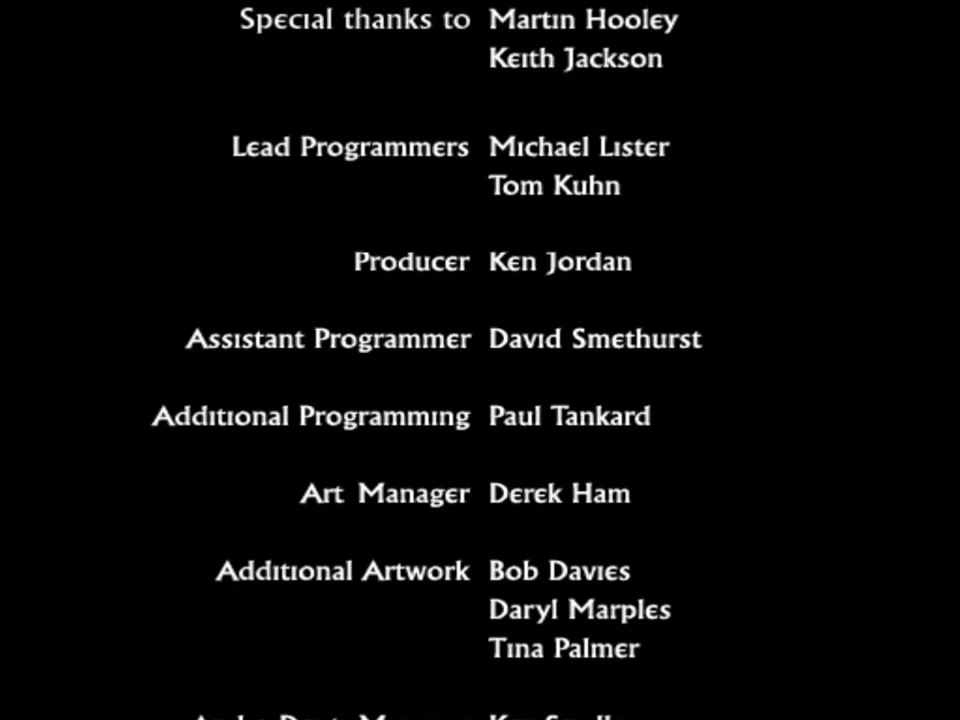 Special thanks to Martin Hooley
Keith Jackson
Lead Programmers Michael Lister
Tom Kuhn
Producer Ken Jordan
Assistant Programmer David Smethurst
Additional Programming Paul Tankard
Art Manager Derek Ham
Additional Artwork Bob Davies
Daryl Marples
Tina Palmer